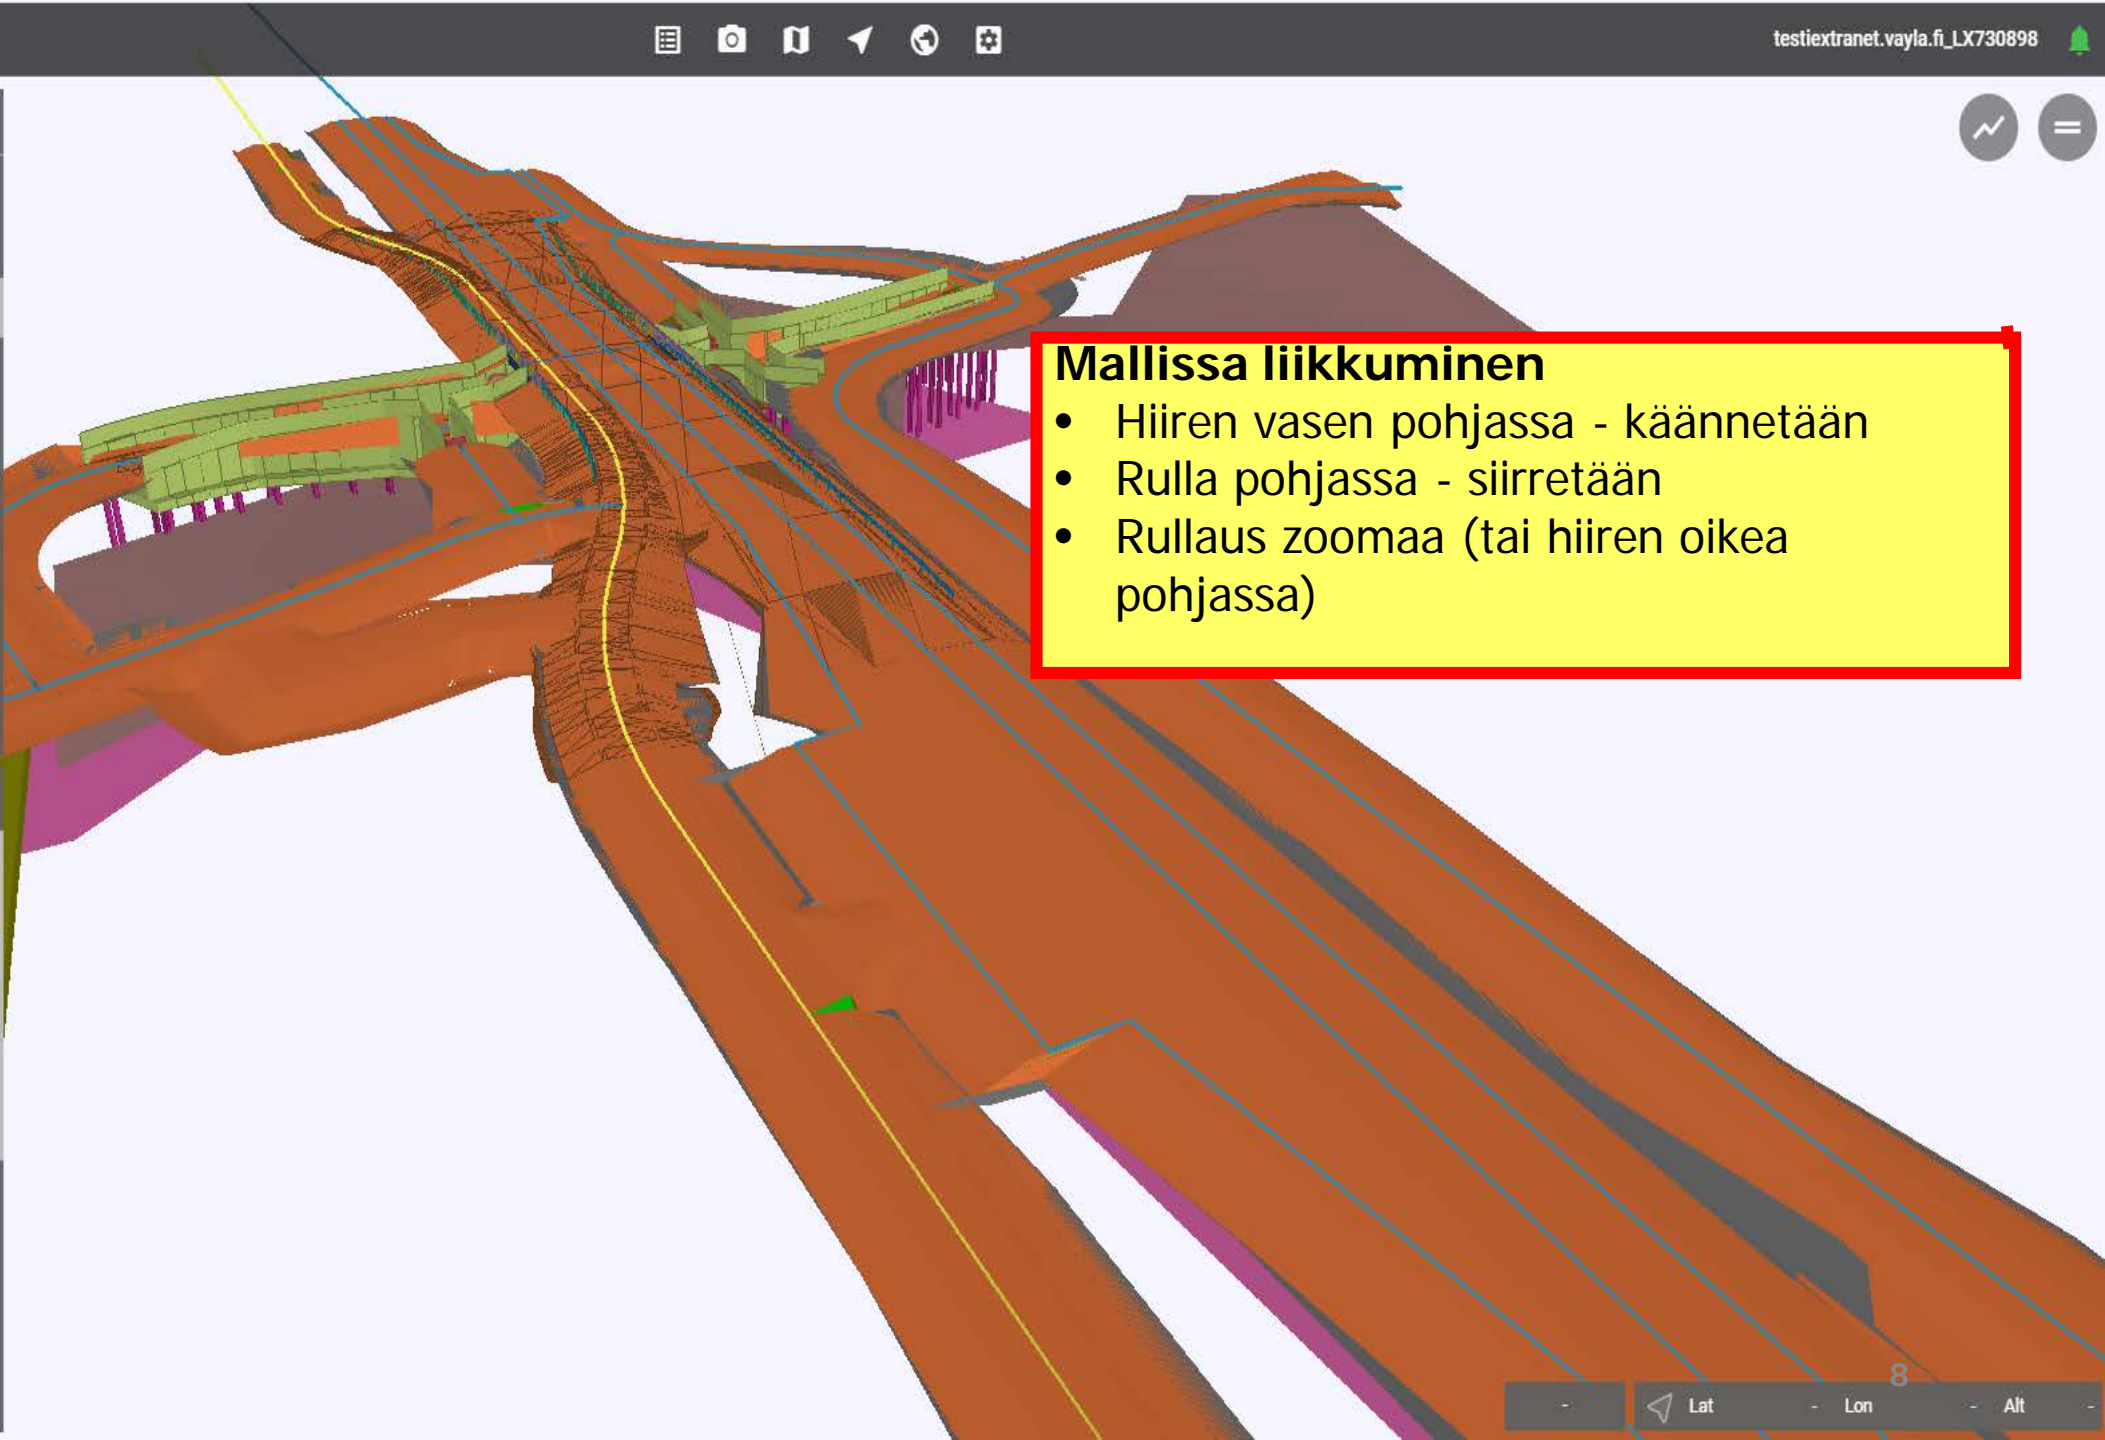 testiextranet.vayla.fi_LX730898
Mallissa liikkuminen
• Hiiren vasen pohjassa - käännetään
• Rulla pohjassa - siirretään
• Rullaus zoomaa (tai hiiren oikea
pohjassa)
8
- Lat - Lon - Alt -